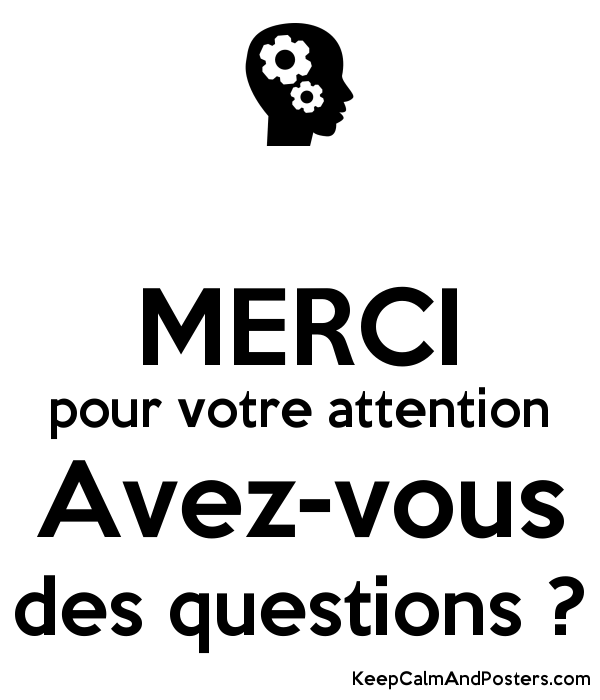 MERCI
pour votre attention
Avez-vous
des questions ?
KeepCalmAndPosters.com